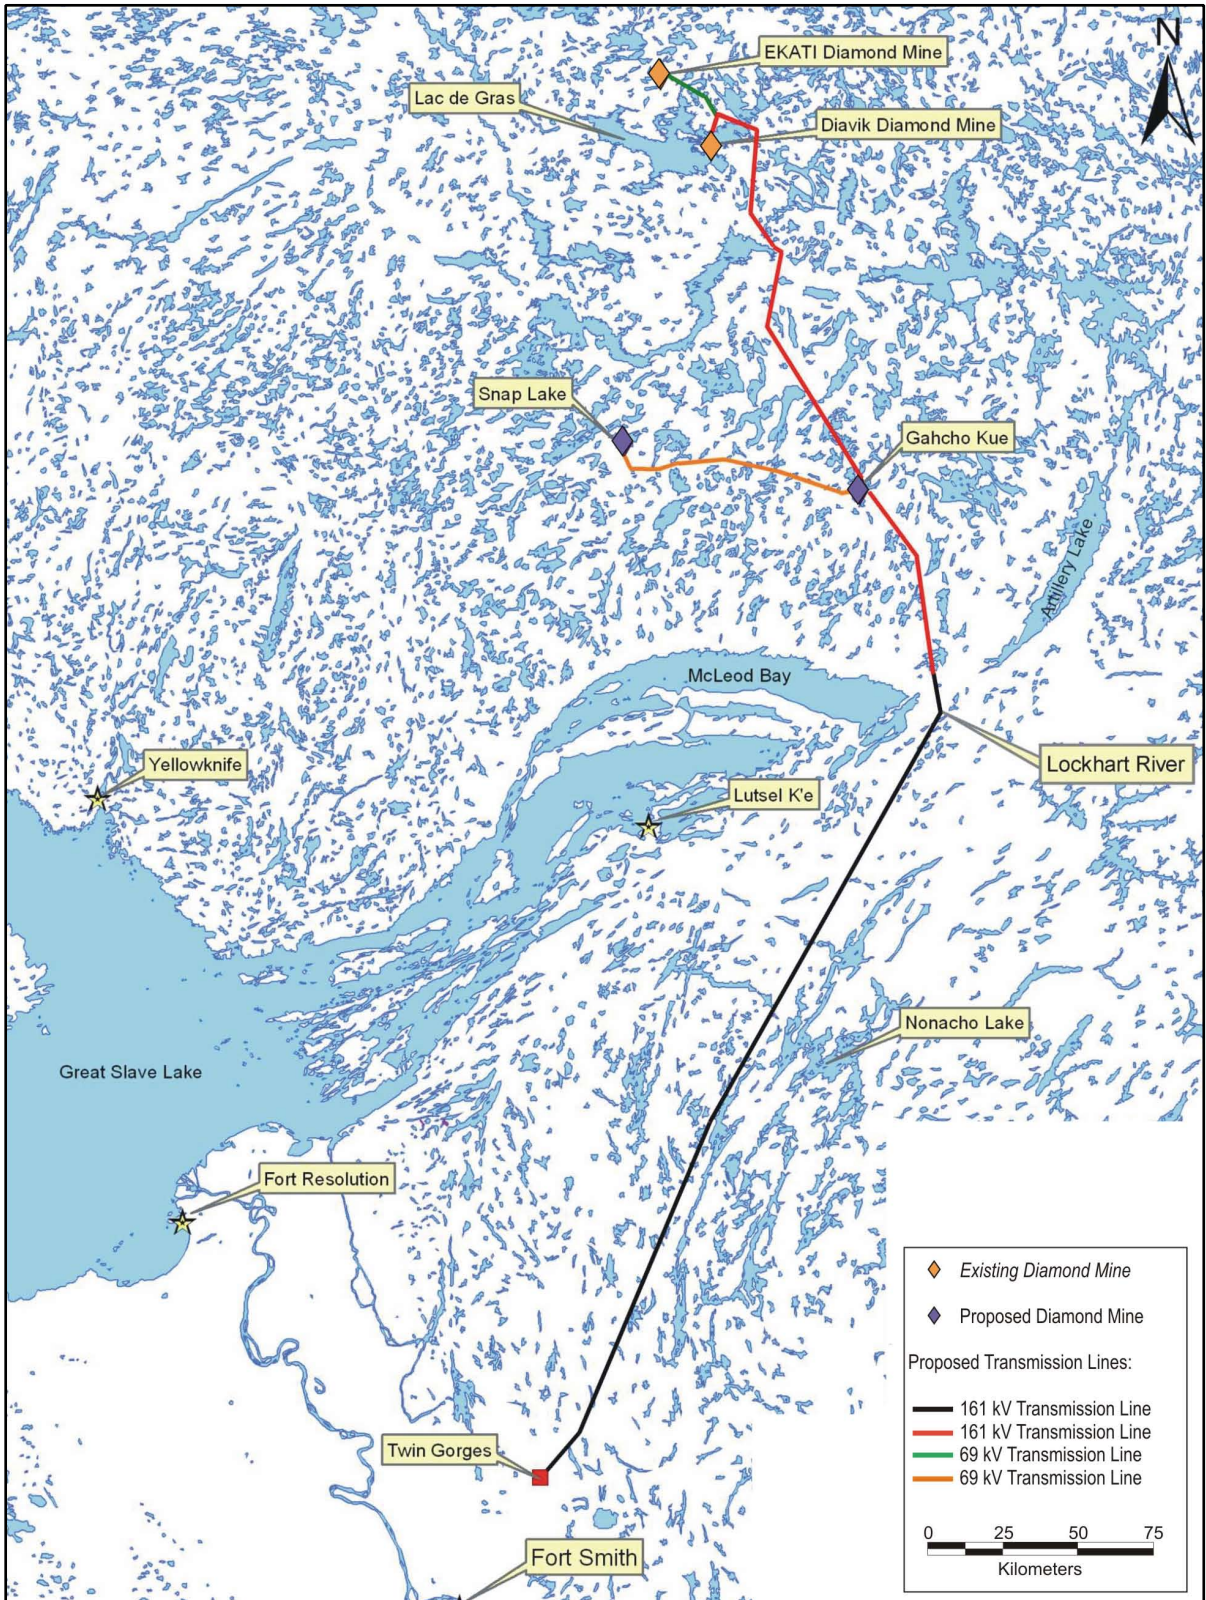 N
EKATI Diamond Mine
Lac de Gras
Diavik Diamond Mine
Snap Lake
Gahcho Kue
Artillery Lake
McLeod Bay
Yellowknife
Lockhart River
Lutsel K'e
Nonacho Lake
Great Slave Lake
Fort Resolution
Twin Gorges
Fort Smith
Existing Diamond Mine
Proposed Diamond Mine
Proposed Transmission Lines:
161 kV Transmission Line
161 kV Transmission Line
69 kV Transmission Line
69 kV Transmission Line
0 25 50 75
Kilometers